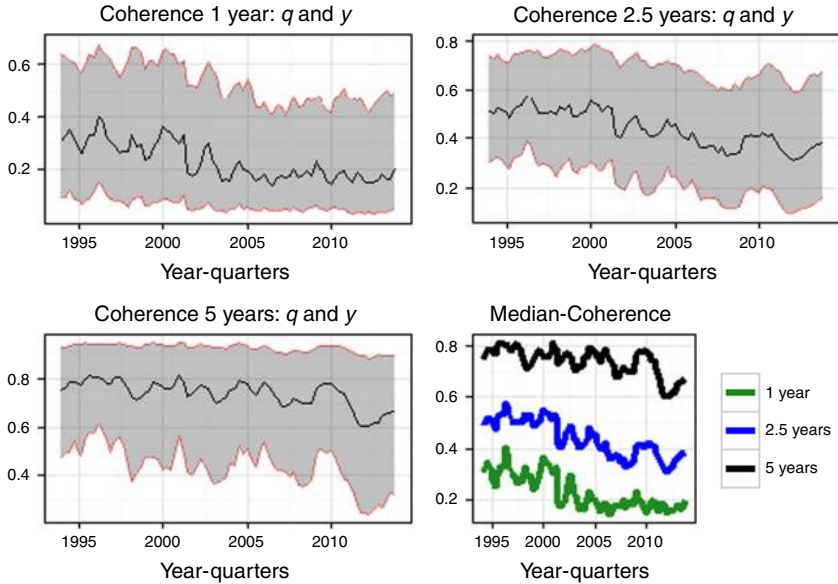 Coherence 1 year: q and y
0.6
0.4
0.2
1995 2000 2005 2010
Year-quarters
Coherence 2.5 years: q and y
0.8
0.6
0.4
0.2
1995 2000 2005 2010
Year-quarters
Coherence 5 years: q and y
0.8
0.6
0.4
1995 2000 2005 2010
Year-quarters
Median-Coherence
0.8
0.6
0.4
0.2
1995 2000 2005 2010
Year-quarters
1 year
2.5 years
5 years